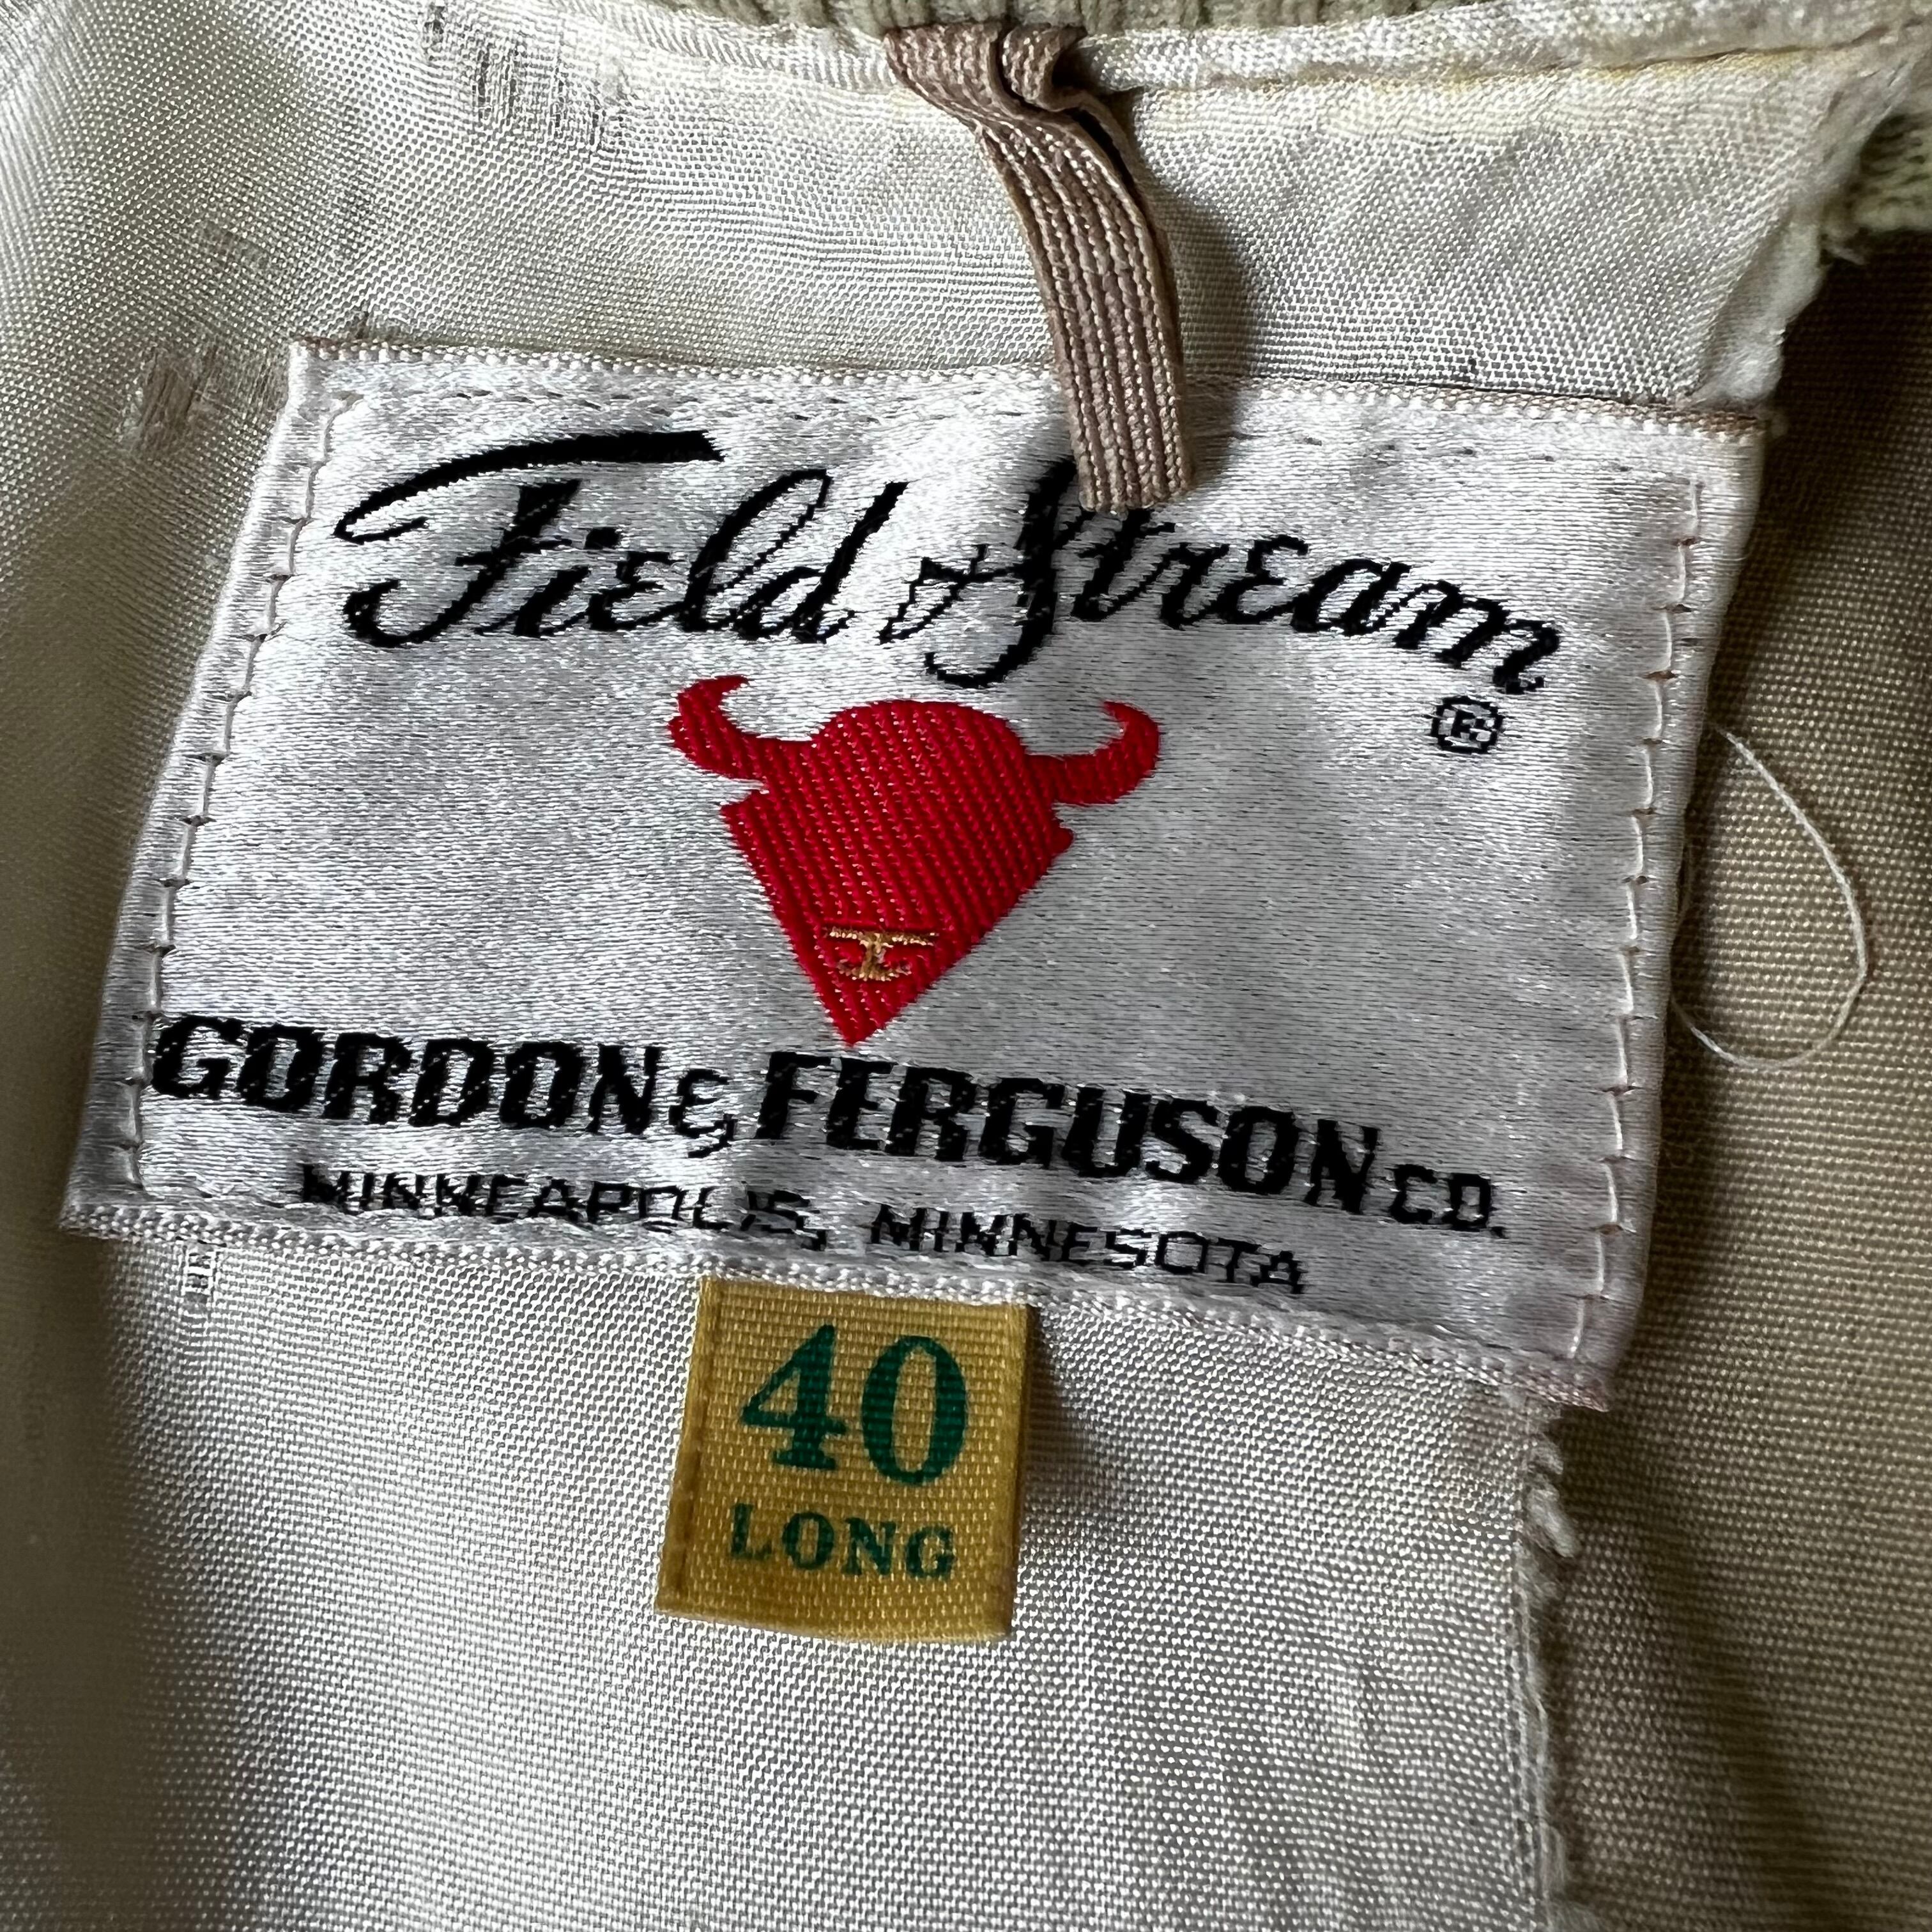 Field & Stream
®
GORDON & FERGUSON CO.
MINNEAPOLIS, MINNESOTA
40
LONG